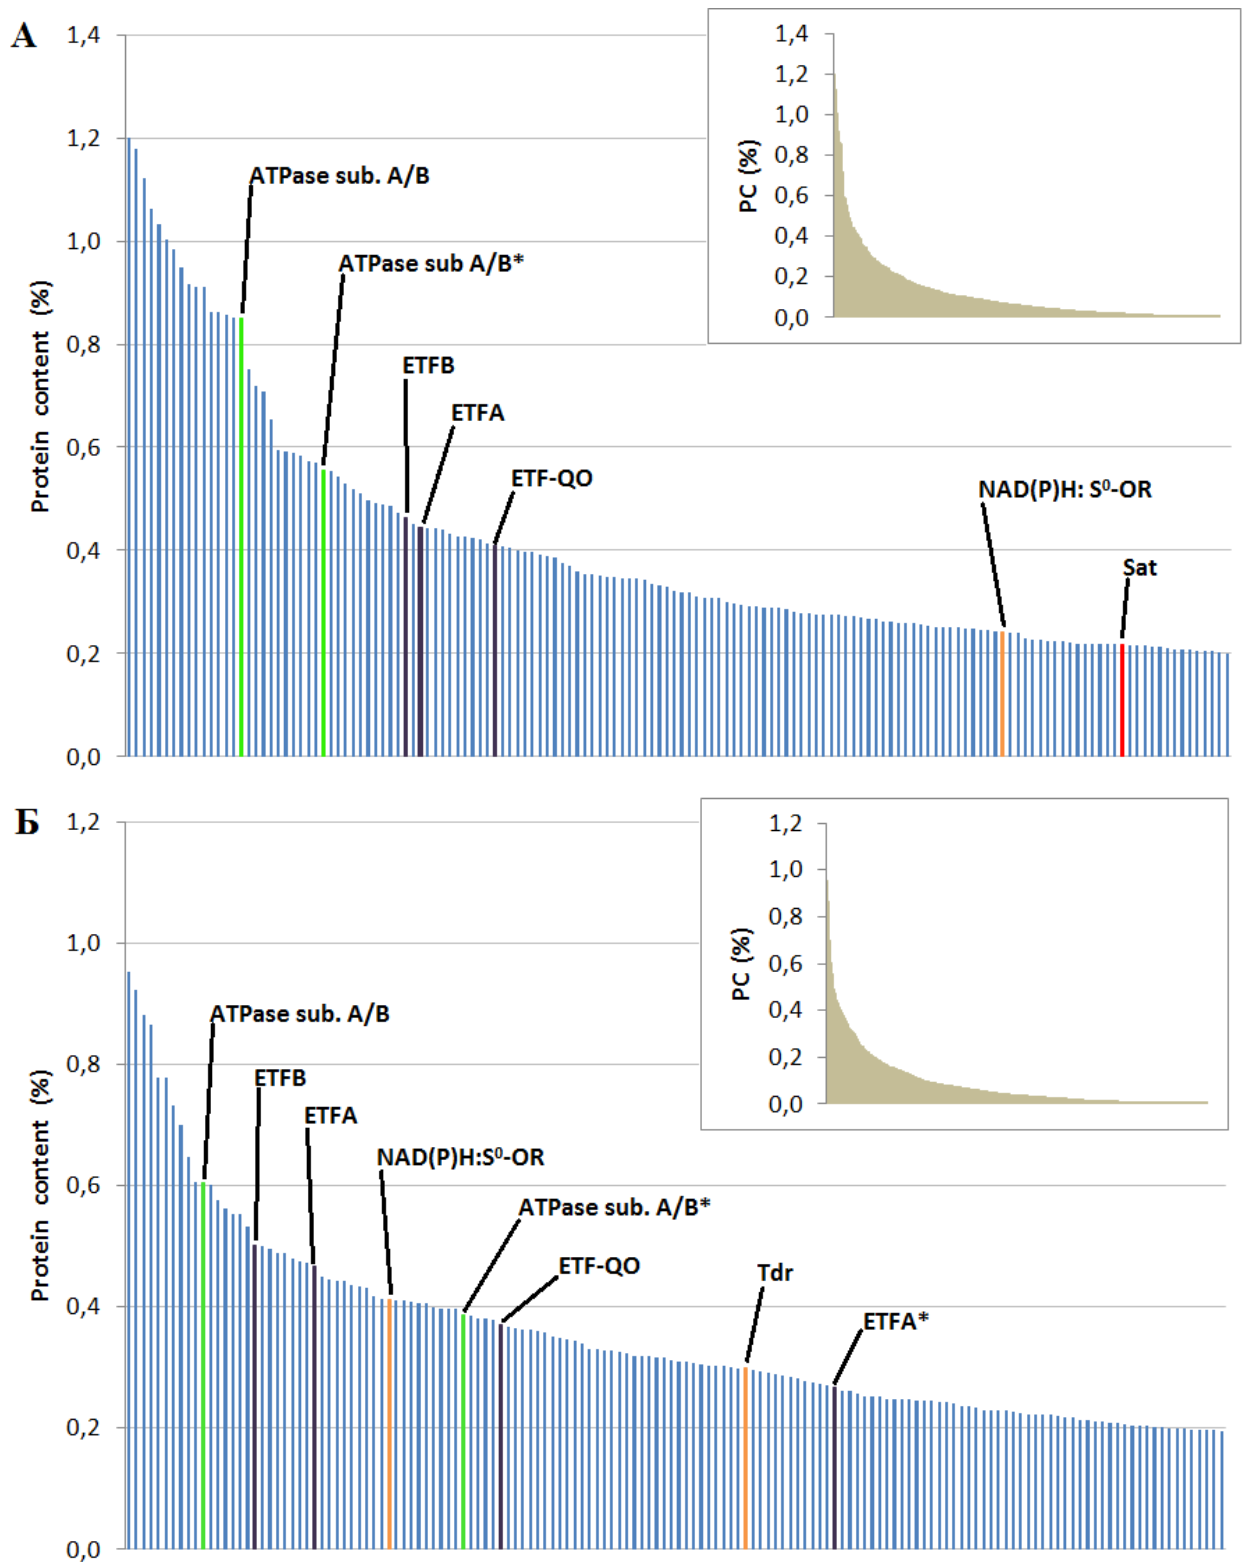 А
Protein content (%)
1,4
1,2
1,0
0,8
0,6
0,4
0,2
0,0
ATPase sub. A/B
ATPase sub A/B*
ETFB
ETFA
ETF-QO
NAD(P)H: S⁰-OR
Sat
PC (%)
1,4
1,2
1,0
0,8
0,6
0,4
0,2
0,0
Б
Protein content (%)
1,2
1,0
0,8
0,6
0,4
0,2
0,0
ATPase sub. A/B
ETFB
ETFA
NAD(P)H:S⁰-OR
ATPase sub. A/B*
ETF-QO
Tdr
ETFA*
PC (%)
1,2
1,0
0,8
0,6
0,4
0,2
0,0